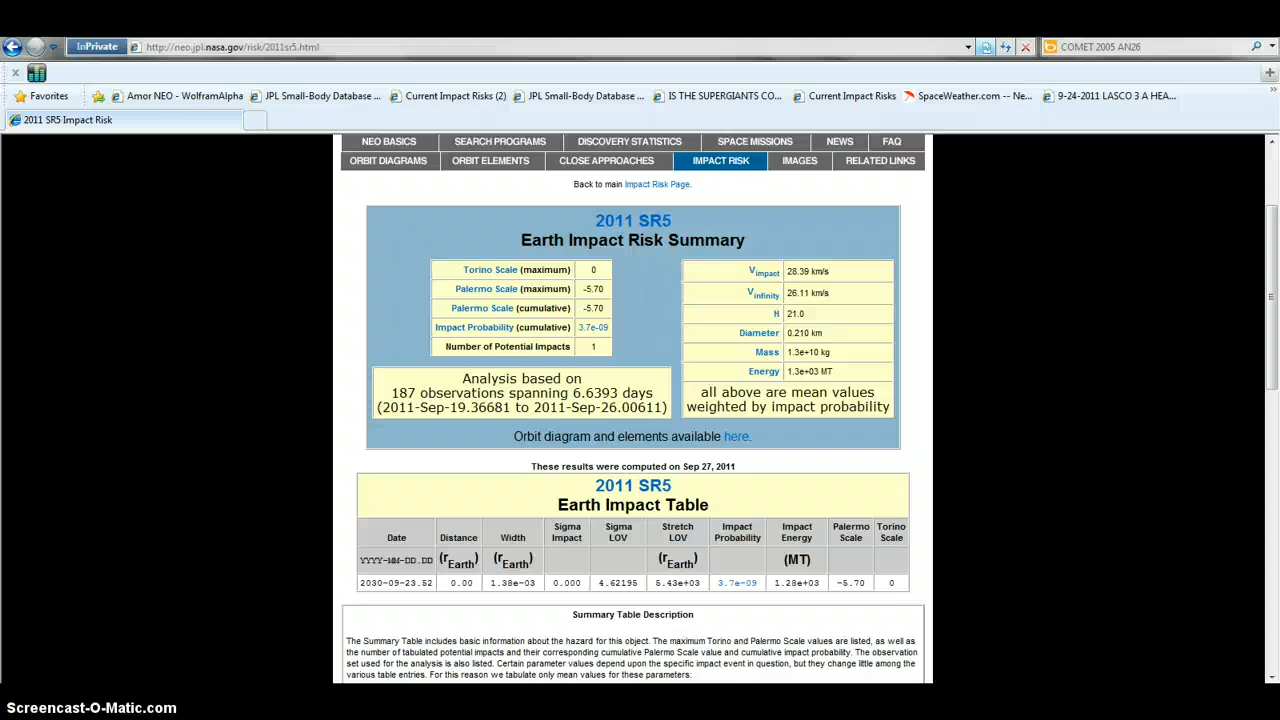 InPrivate http://neo.jpl.nasa.gov/risk/2011sr5.html COMET 2005 AN26
Favorites Amor NEO - WolframAlpha JPL Small-Body Database ... Current Impact Risks (2) JPL Small-Body Database ... IS THE SUPERGIANTS CO... Current Impact Risks SpaceWeather.com -- Ne... 9-24-2011 LASCO 3 A HEA...
2011 SR5 Impact Risk
NEO BASICS SEARCH PROGRAMS DISCOVERY STATISTICS SPACE MISSIONS NEWS FAQ
ORBIT DIAGRAMS ORBIT ELEMENTS CLOSE APPROACHES IMPACT RISK IMAGES RELATED LINKS
Back to main Impact Risk Page.
2011 SR5
Earth Impact Risk Summary
Torino Scale (maximum) 0
Palermo Scale (maximum) -5.70
Palermo Scale (cumulative) -5.70
Impact Probability (cumulative) 3.7e-09
Number of Potential Impacts 1
Vimpact 28.39 km/s
Vinfinity 26.11 km/s
H 21.0
Diameter 0.210 km
Mass 1.3e+10 kg
Energy 1.3e+03 MT
Analysis based on
187 observations spanning 6.6393 days
(2011-Sep-19.36681 to 2011-Sep-26.00611)
all above are mean values
weighted by impact probability
Orbit diagram and elements available here.
These results were computed on Sep 27, 2011
2011 SR5
Earth Impact Table
Date Distance Width Sigma Impact Sigma LOV Stretch LOV Impact Probability Impact Energy Palermo Scale Torino Scale
YYYY-MM-DD.DD (rEarth) (rEarth) (rEarth) (MT)
2030-09-23.52 0.00 1.38e-03 0.000 4.62195 5.43e+03 3.7e-09 1.28e+03 -5.70 0
Summary Table Description
The Summary Table includes basic information about the hazard for this object. The maximum Torino and Palermo Scale values are listed, as well as
the number of tabulated potential impacts and their corresponding cumulative Palermo Scale value and cumulative impact probability. The observation
set used for the analysis is also listed. Certain parameter values depend upon the specific impact event in question, but they change little among the
various table entries. For this reason we tabulate only mean values for these parameters:
Screencast-O-Matic.com